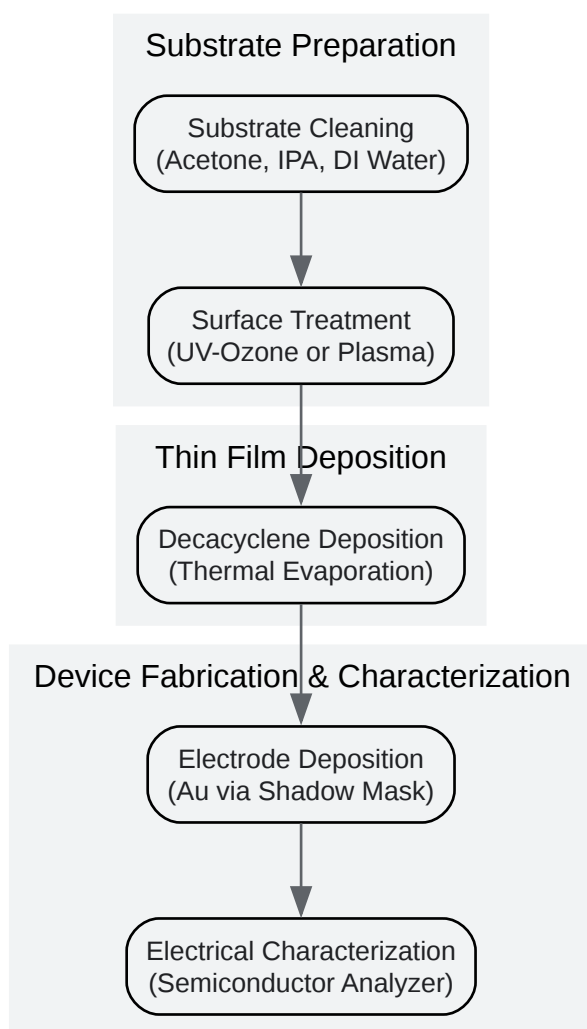 Substrate Preparation
Substrate Cleaning
(Acetone, IPA, DI Water)
Surface Treatment
(UV-Ozone or Plasma)
Thin Film Deposition
Decacyclene Deposition
(Thermal Evaporation)
Device Fabrication & Characterization
Electrode Deposition
(Au via Shadow Mask)
Electrical Characterization
(Semiconductor Analyzer)